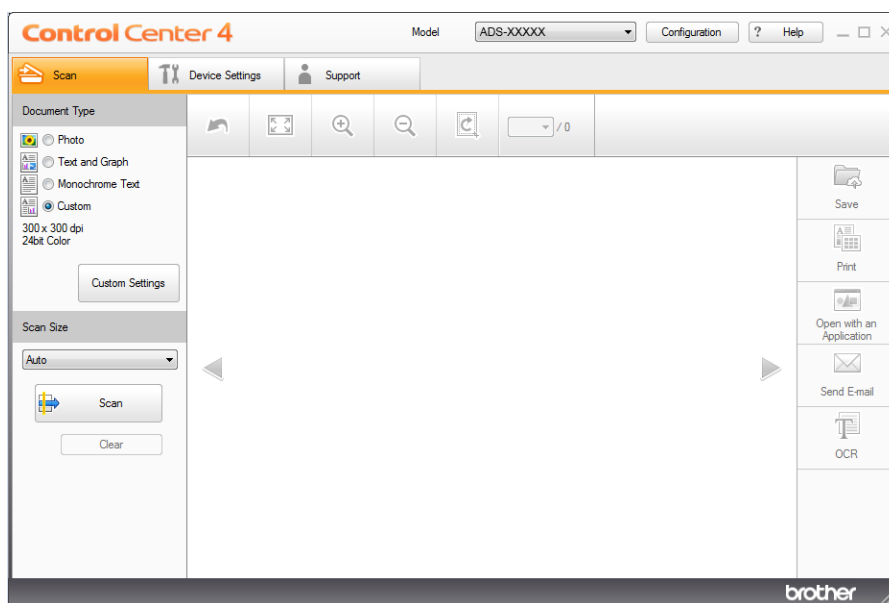 Control Center 4
Model
ADS-XXXXX
Configuration
? Help
Scan
Device Settings
Support
Document Type
Photo
Text and Graph
Monochrome Text
Custom
300 x 300 dpi
24bit Color
Custom Settings
Scan Size
Auto
Scan
Clear
/ 0
Save
Print
Open with an
Application
Send E-mail
OCR
brother